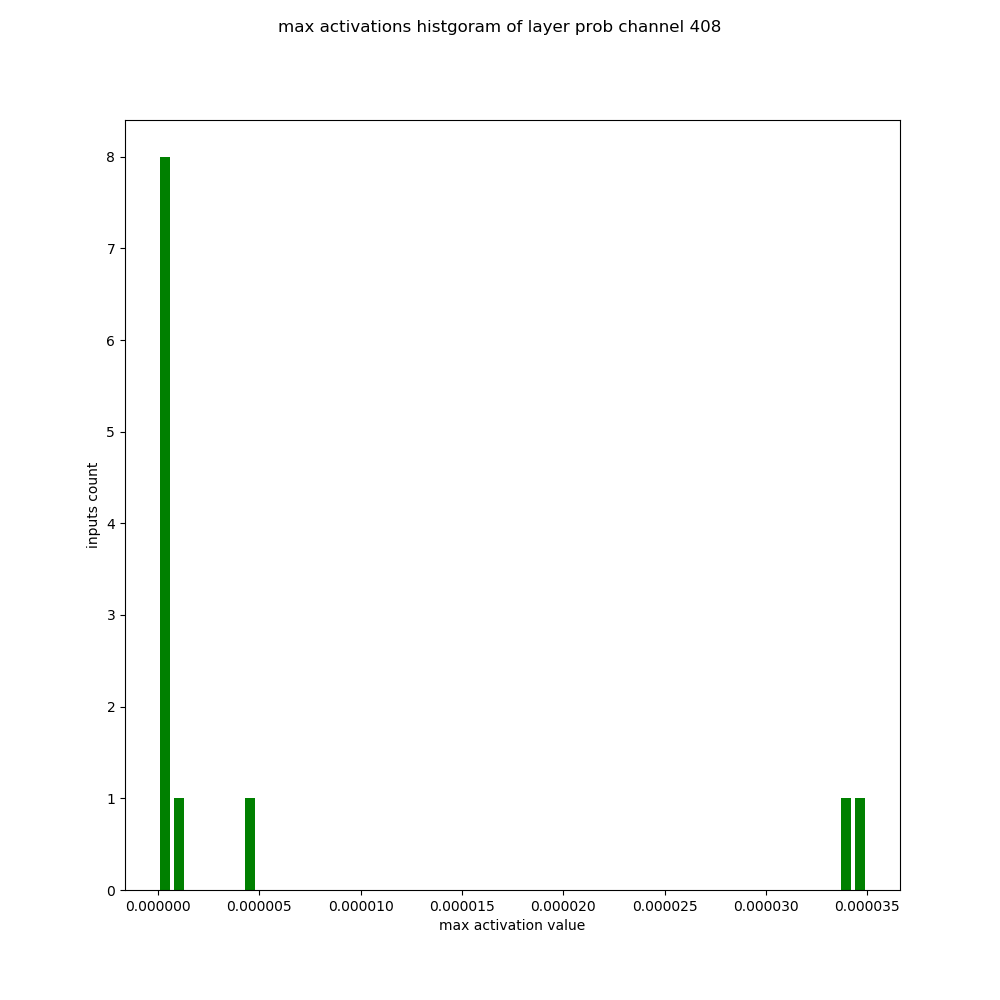 max activations histgoram of layer prob channel 408
8
7
6
5
4
3
2
1
0
inputs count
0.000000 0.000005 0.000010 0.000015 0.000020 0.000025 0.000030 0.000035
max activation value